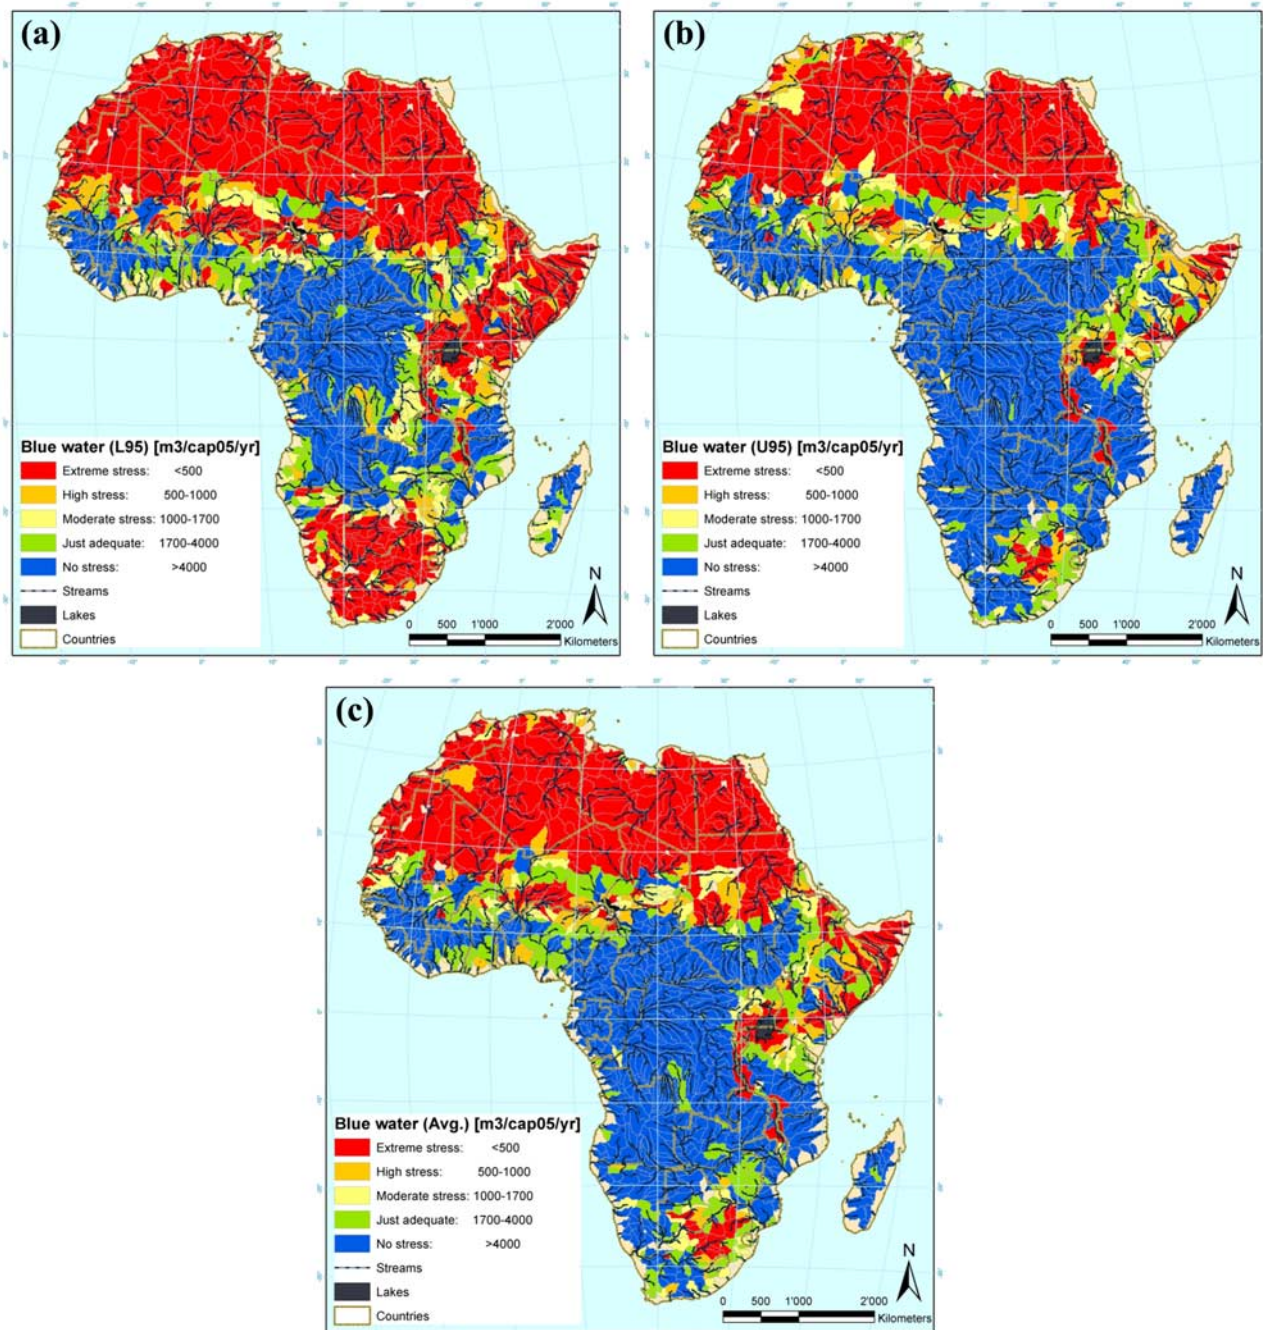 (a)
Blue water (L95) [m3/cap05/yr]
Extreme stress: <500
High stress: 500-1000
Moderate stress: 1000-1700
Just adequate: 1700-4000
No stress: >4000
Streams
Lakes
Countries
N
0 500 1'000 2'000
Kilometers
(b)
Blue water (U95) [m3/cap05/yr]
Extreme stress: <500
High stress: 500-1000
Moderate stress: 1000-1700
Just adequate: 1700-4000
No stress: >4000
Streams
Lakes
Countries
N
0 500 1'000 2'000
Kilometers
(c)
Blue water (Avg.) [m3/cap05/yr]
Extreme stress: <500
High stress: 500-1000
Moderate stress: 1000-1700
Just adequate: 1700-4000
No stress: >4000
Streams
Lakes
Countries
N
0 500 1'000 2'000
Kilometers